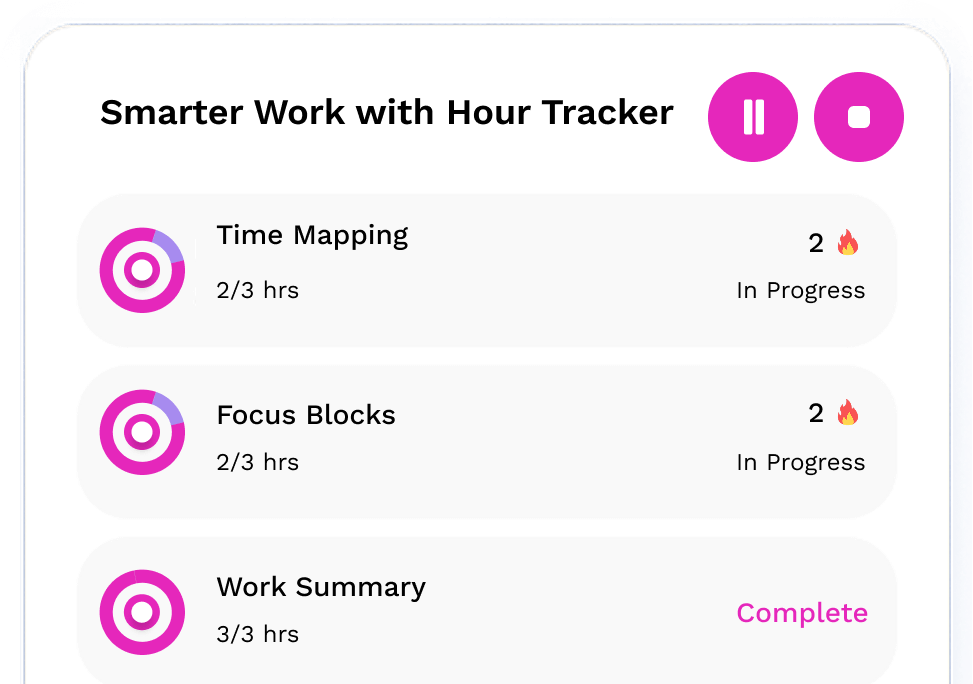 Smarter Work with Hour Tracker
Time Mapping
2 🔥
2/3 hrs
In Progress
Focus Blocks
2 🔥
2/3 hrs
In Progress
Work Summary
Complete
3/3 hrs